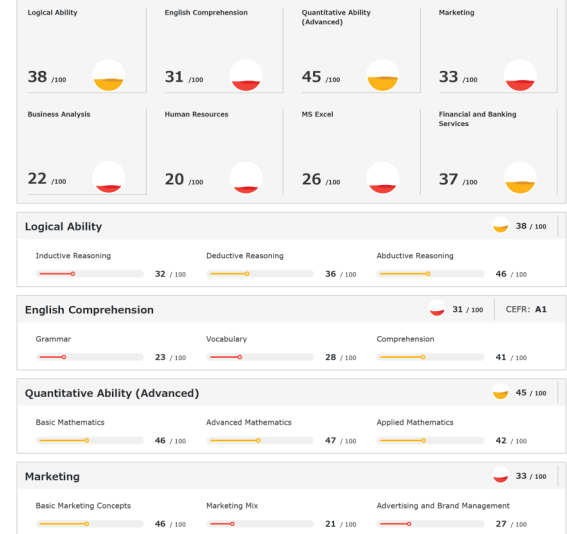 Logical Ability
English Comprehension
Quantitative Ability
(Advanced)
Marketing
38 /100
31 /100
45 /100
33 /100
Business Analysis
Human Resources
MS Excel
Financial and Banking
Services
22 /100
20 /100
26 /100
37 /100
Logical Ability
38 / 100
Inductive Reasoning
Deductive Reasoning
Abductive Reasoning
32 / 100
36 / 100
46 / 100
English Comprehension
31 / 100
CEFR: A1
Grammar
Vocabulary
Comprehension
23 / 100
28 / 100
41 / 100
Quantitative Ability (Advanced)
45 / 100
Basic Mathematics
Advanced Mathematics
Applied Mathematics
46 / 100
47 / 100
42 / 100
Marketing
33 / 100
Basic Marketing Concepts
Marketing Mix
Advertising and Brand Management
46 / 100
21 / 100
27 / 100